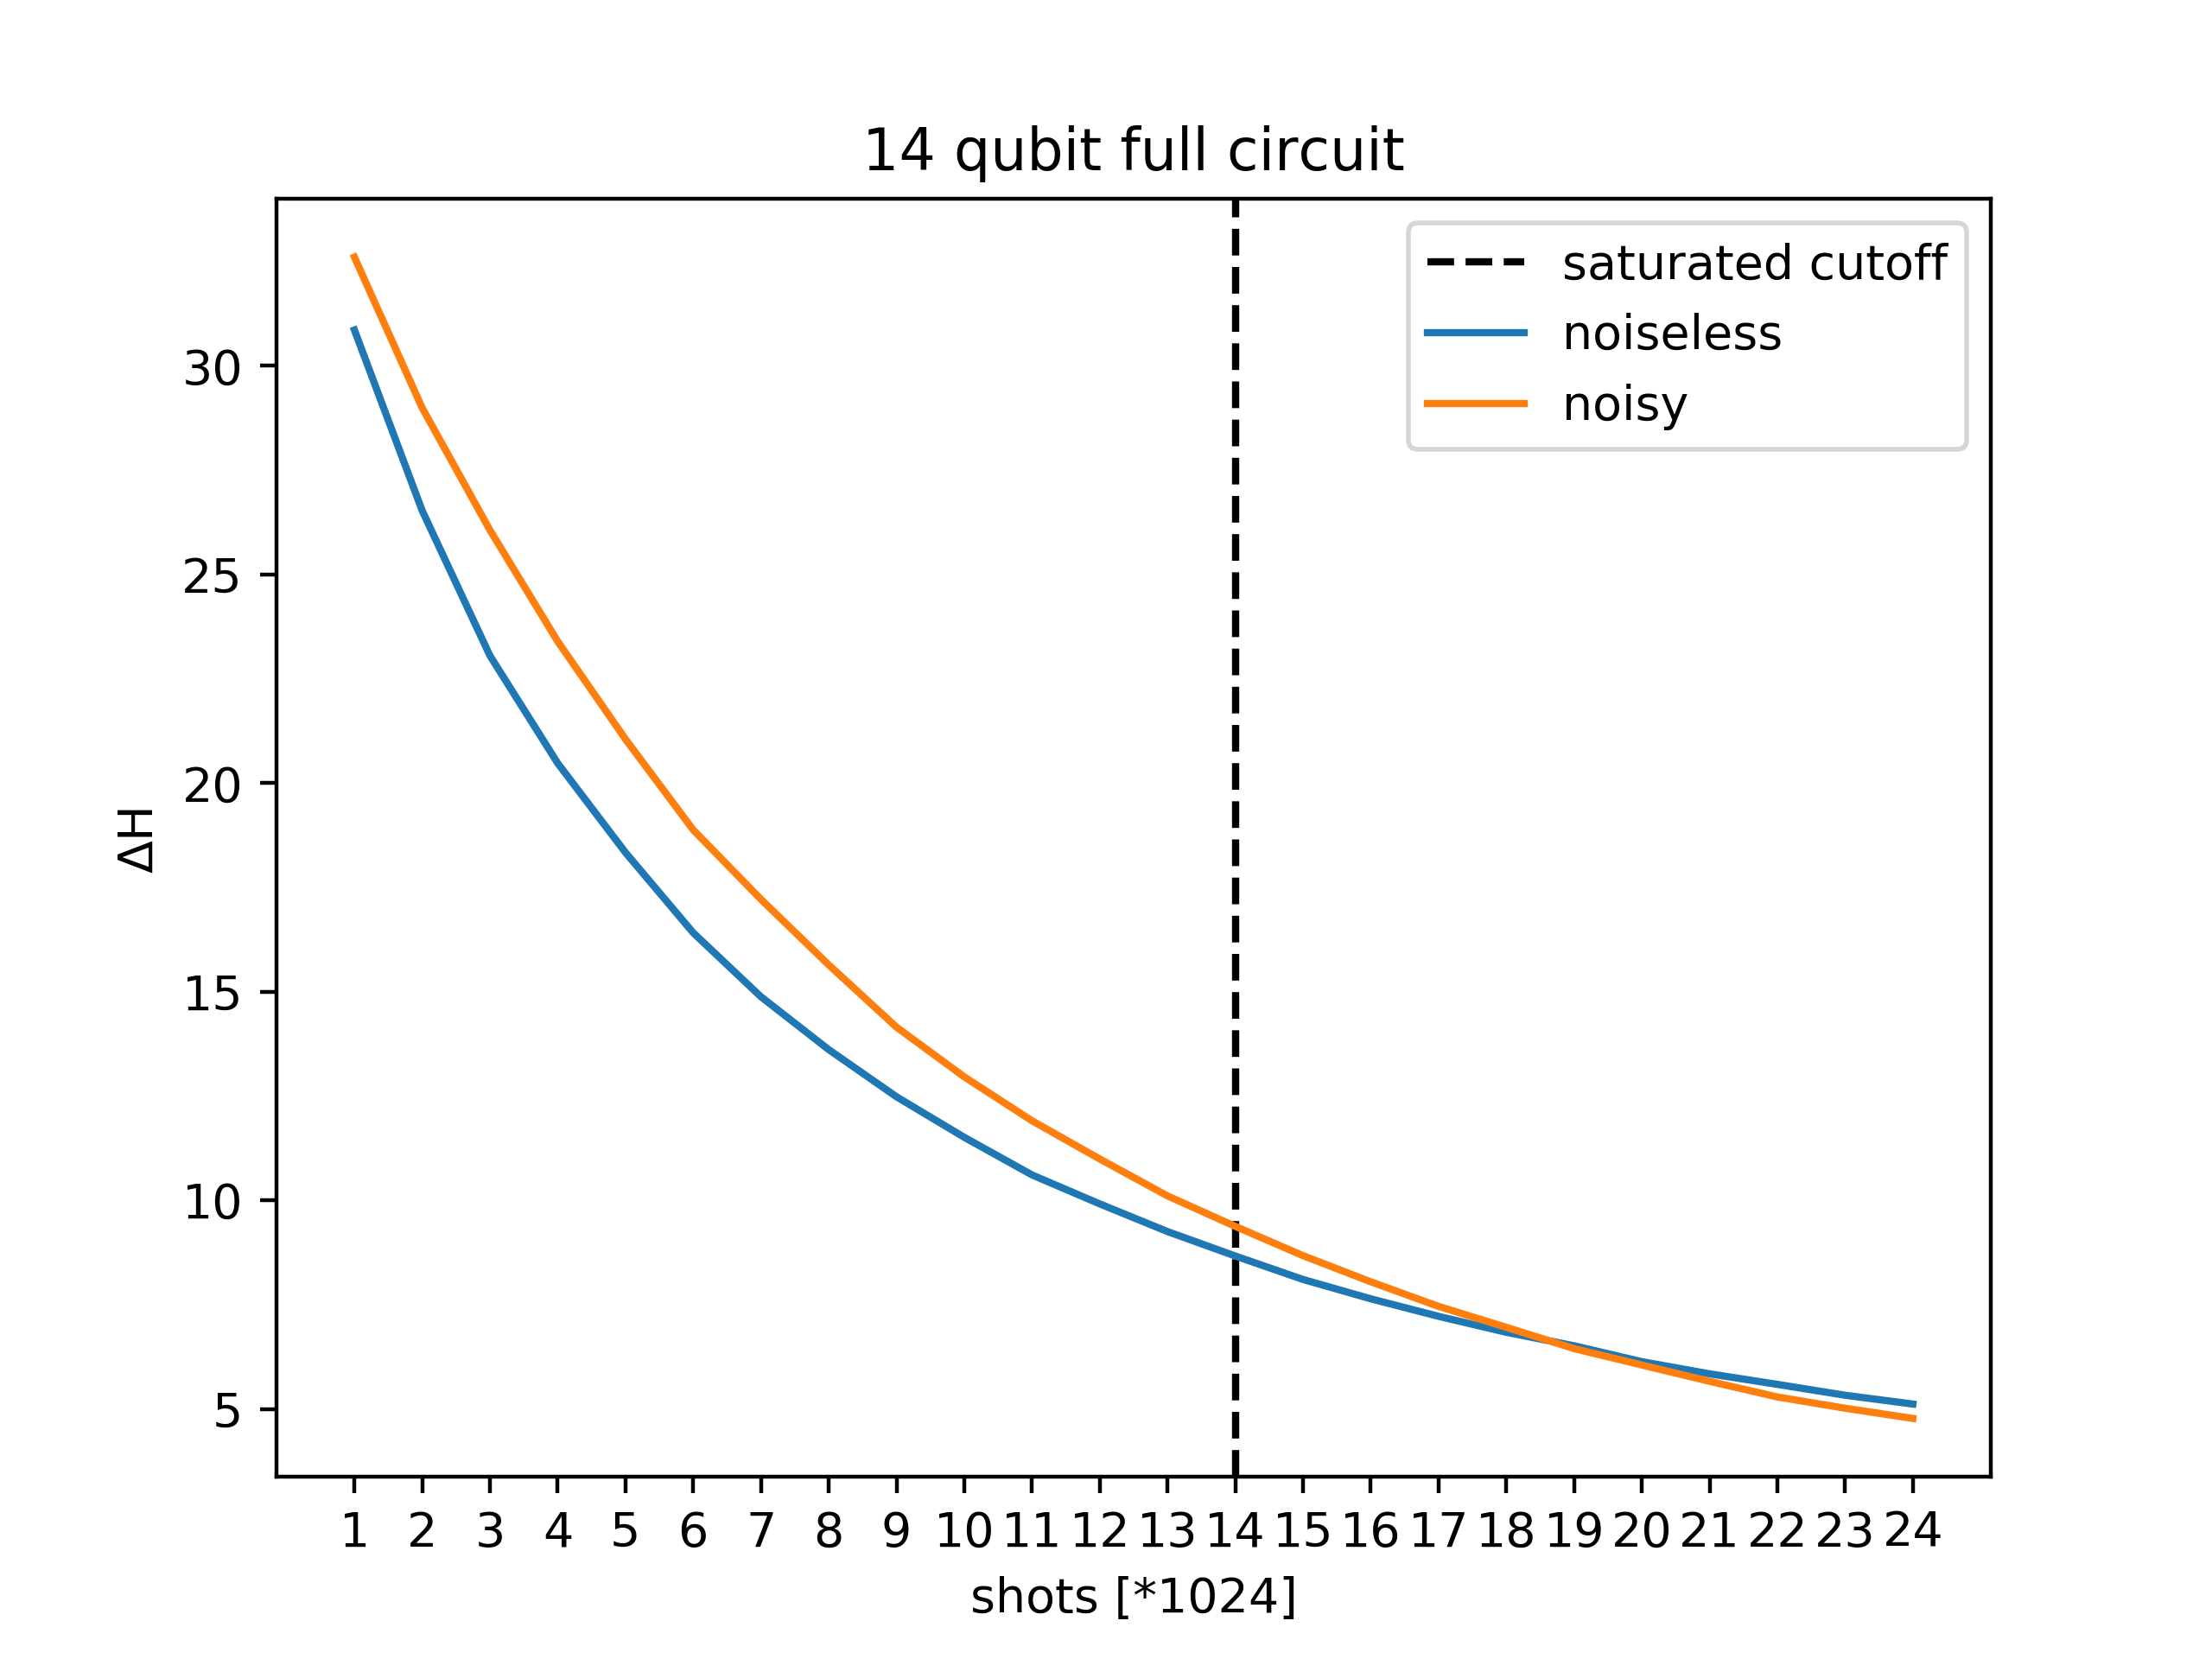 14 qubit full circuit
saturated cutoff
noiseless
noisy
30
25
20
15
10
5
ΔH
1 2 3 4 5 6 7 8 9 10 11 12 13 14 15 16 17 18 19 20 21 22 23 24
shots [*1024]